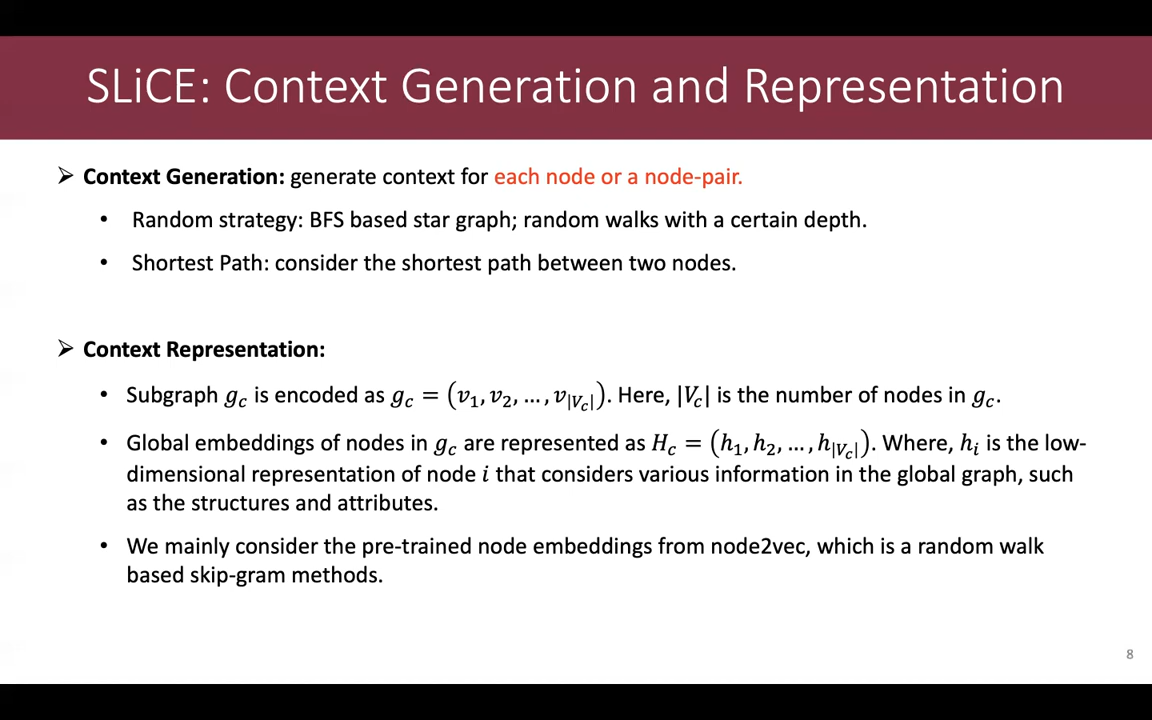 SLiCE: Context Generation and Representation
➢ Context Generation: generate context for each node or a node-pair.
• Random strategy: BFS based star graph; random walks with a certain depth.
• Shortest Path: consider the shortest path between two nodes.
➢ Context Representation:
• Subgraph g_c is encoded as g_c = (v_1, v_2, …, v_{|V_c|}). Here, |V_c| is the number of nodes in g_c.
• Global embeddings of nodes in g_c are represented as H_c = (h_1, h_2, …, h_{|V_c|}). Where, h_i is the low-
dimensional representation of node i that considers various information in the global graph, such
as the structures and attributes.
• We mainly consider the pre-trained node embeddings from node2vec, which is a random walk
based skip-gram methods.
8